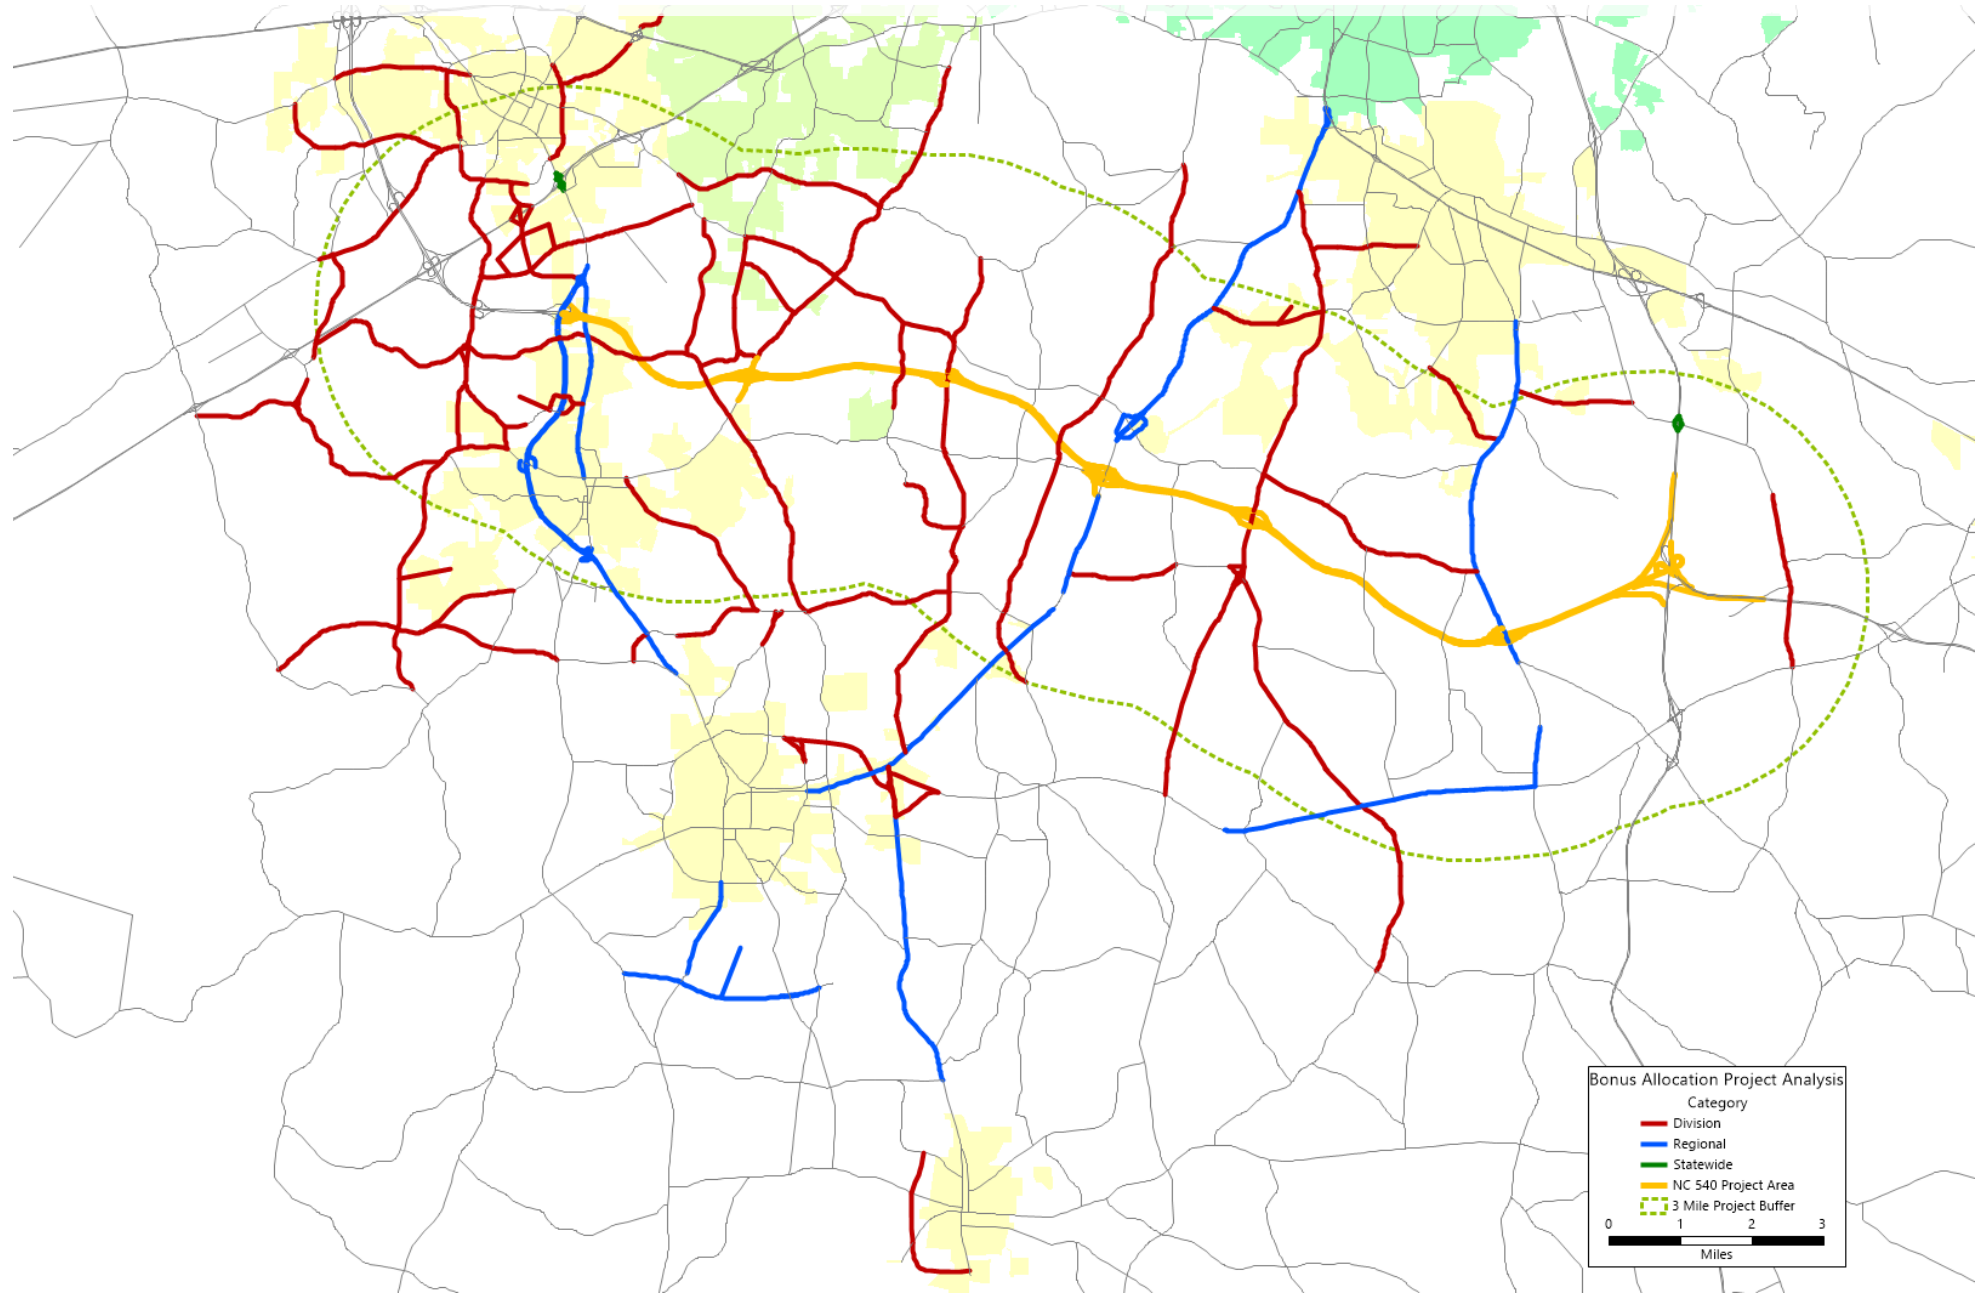 Bonus Allocation Project Analysis
Category
Division
Regional
Statewide
NC 540 Project Area
3 Mile Project Buffer
0 1 2 3
Miles